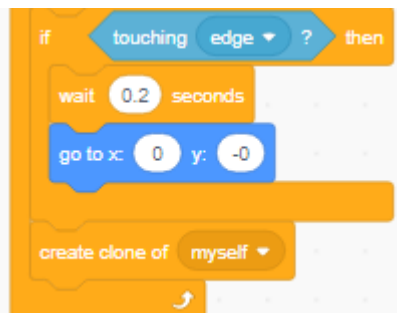 if touching edge ? then
wait 0.2 seconds
go to x: 0 y: -0
create clone of myself